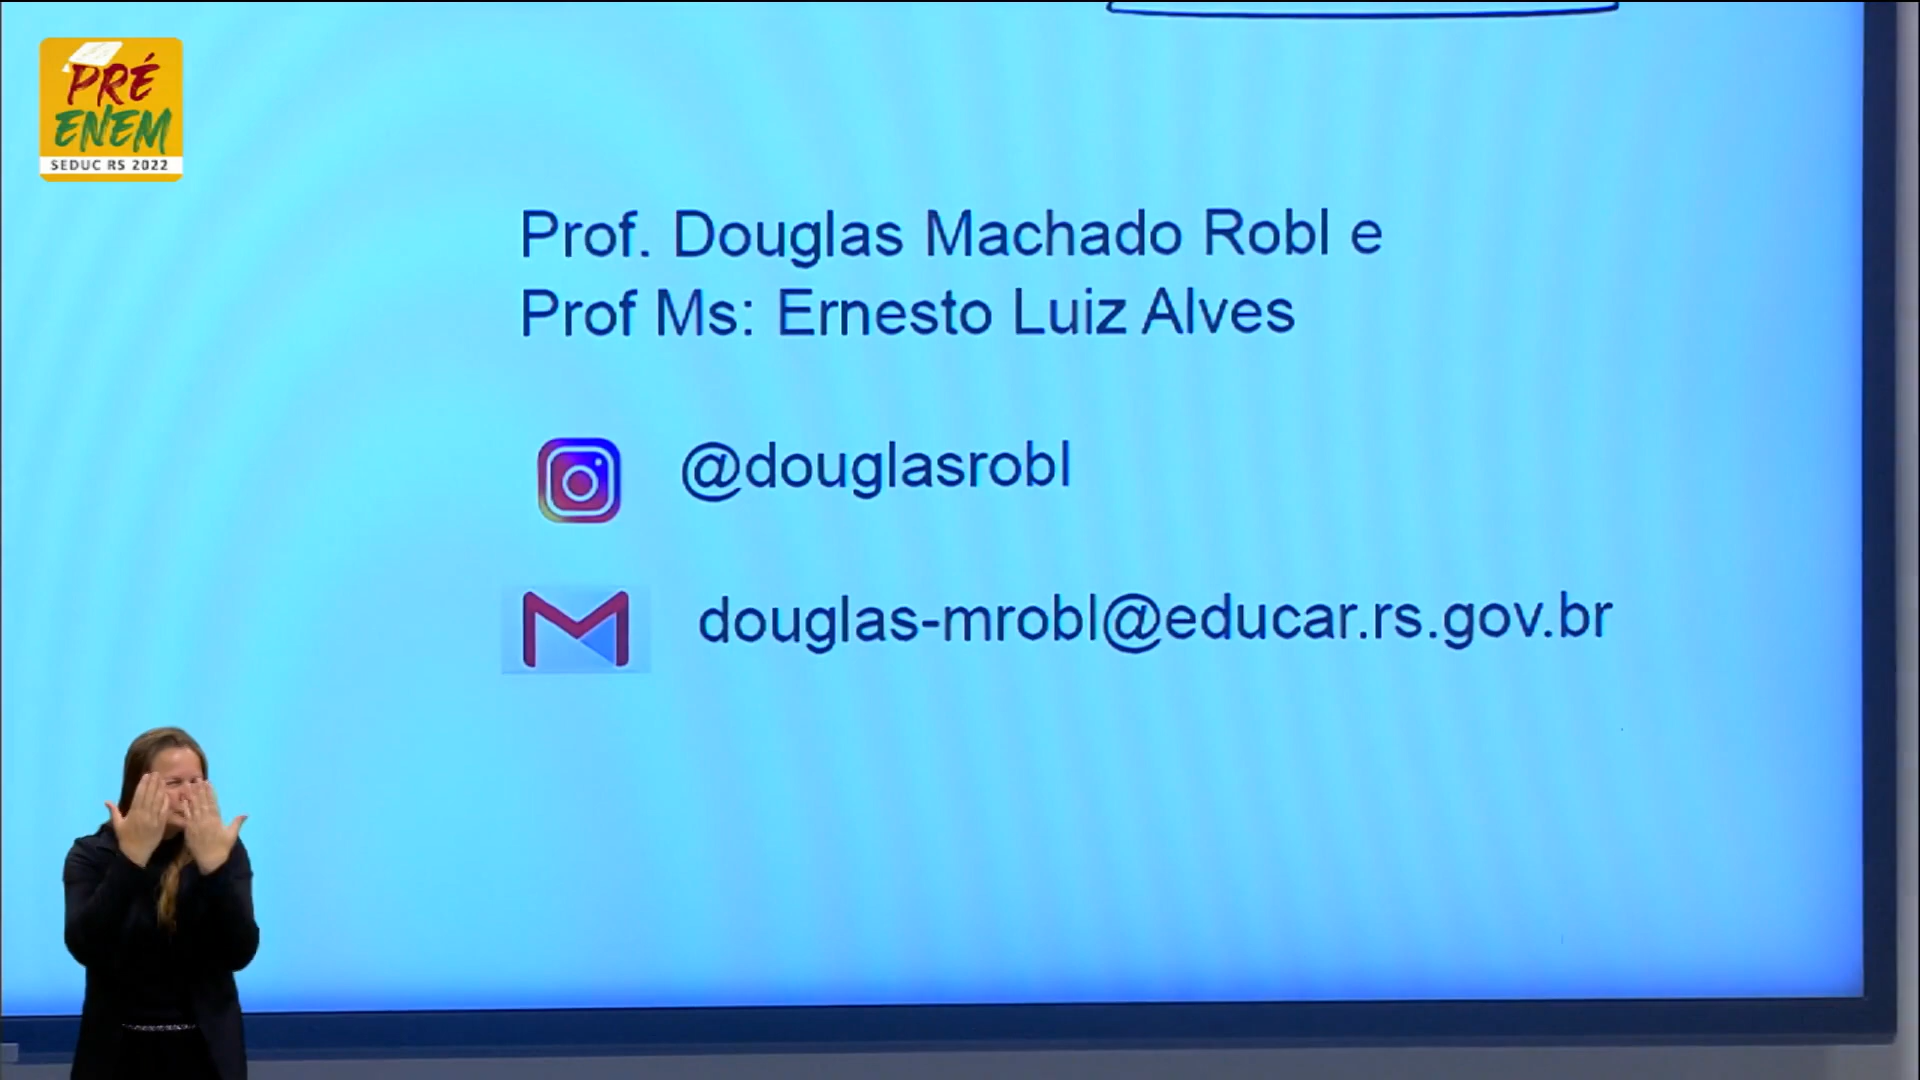 PRÉ
ENEM
SEDUC RS 2022
Prof. Douglas Machado Robl e
Prof Ms: Ernesto Luiz Alves
@douglasrobl
douglas-mrobl@educar.rs.gov.br